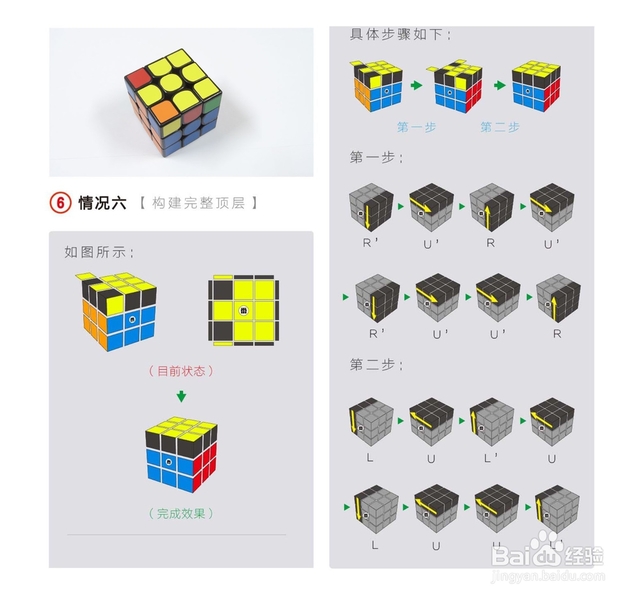 ⑥ 情况六 【 构建完整顶层 】
如图所示：
（目前状态）
（完成效果）
具体步骤如下：
第一步 第二步
第一步：
R' U' R U'
R' U' U' R
第二步：
L U L' U
L U U L'
Baidu 经验
jingyan.baidu.com